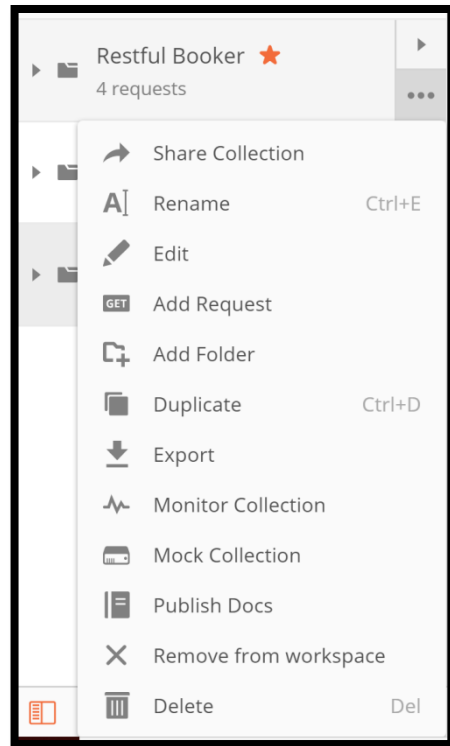 Restful Booker
4 requests
Share Collection
Rename Ctrl+E
Edit
GET Add Request
Add Folder
Duplicate Ctrl+D
Export
Monitor Collection
Mock Collection
Publish Docs
Remove from workspace
Delete Del